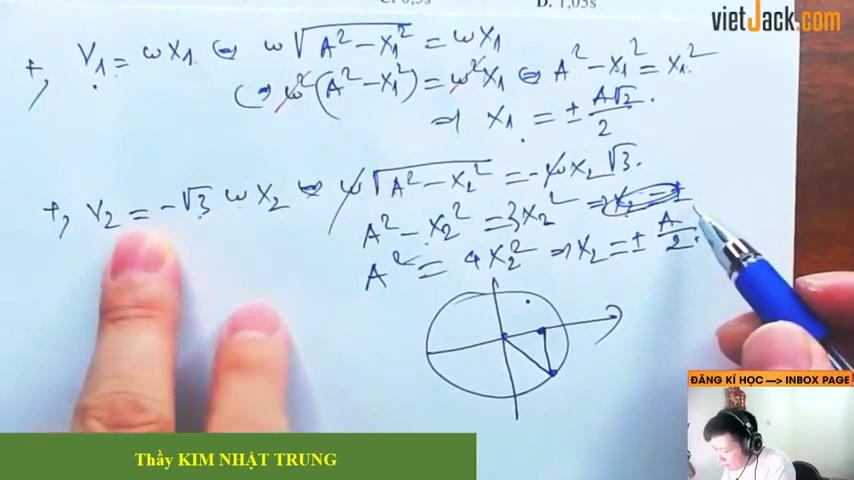 D. 1,05s
vietJack.com
+, V₁ = ωX₁ ⇔ ω√(A² − X₁²) = ωX₁
⇔ ω²(A² − X₁²) = ω²X₁ ⇔ A² − X₁² = X₁²
⇒ X₁ = ± A√2/2
+, V₂ = −√3 ωX₂ ⇔ ω√(A² − X₂²) = −ωX₂√3.
A² − X₂² = 3X₂²
A² = 4X₂² ⇒ X₂ = ± A/2.
ĐĂNG KÍ HỌC —> INBOX PAGE
Thầy KIM NHẬT TRUNG